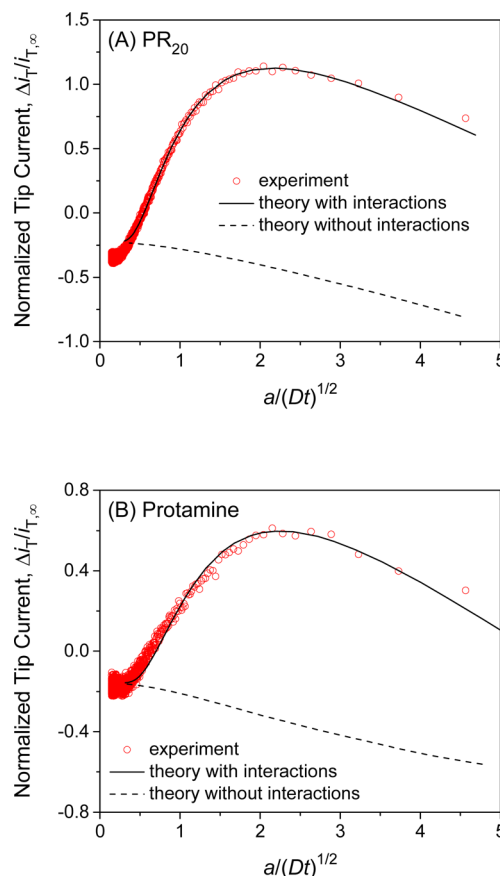 (A) PR20
Normalized Tip Current, ΔiT/iT,∞
1.5
1.0
0.5
0.0
-0.5
-1.0
experiment
theory with interactions
theory without interactions
0 1 2 3 4 5
a/(Dt)1/2
(B) Protamine
Normalized Tip Current, ΔiT/iT,∞
0.8
0.4
0.0
-0.4
-0.8
experiment
theory with interactions
theory without interactions
0 1 2 3 4 5
a/(Dt)1/2